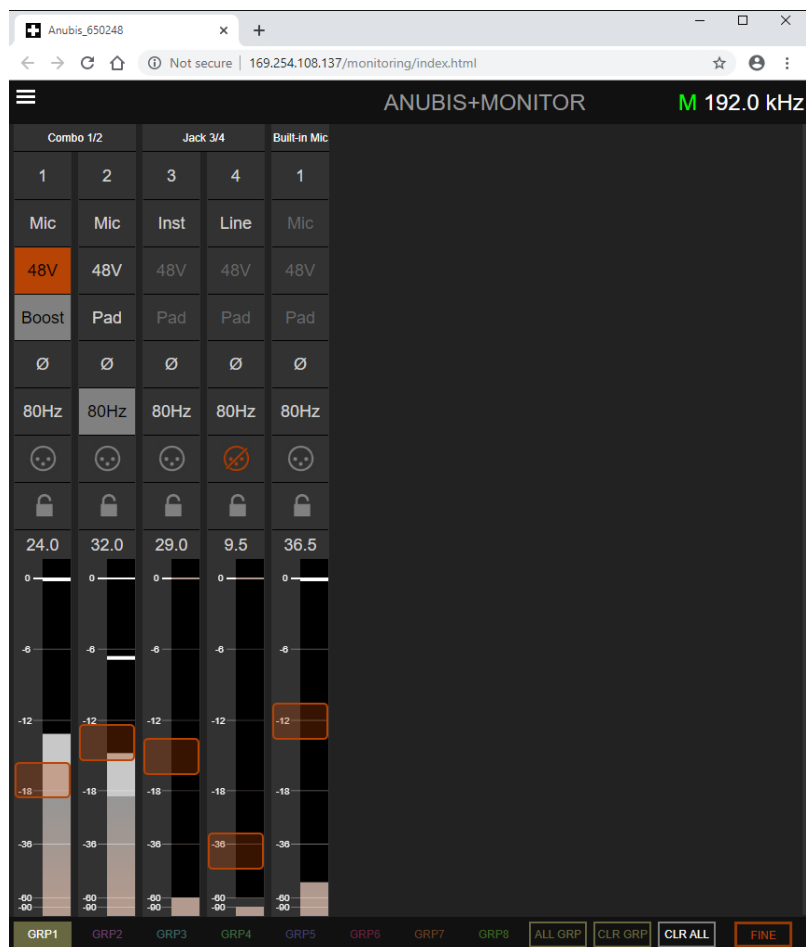 Anubis_650248
Not secure | 169.254.108.137/monitoring/index.html
ANUBIS+MONITOR M 192.0 kHz
Combo 1/2 Jack 3/4 Built-in Mic
1 2 3 4 1
Mic Mic Inst Line Mic
48V 48V 48V 48V 48V
Boost Pad Pad Pad Pad
Ø Ø Ø Ø Ø
80Hz 80Hz 80Hz 80Hz 80Hz
24.0 32.0 29.0 9.5 36.5
0 0 0 0 0
-6 -6 -6 -6 -6
-12 -12 -12 -12 -12
-18 -18 -18 -18 -18
-36 -36 -36 -36 -36
-60 -60 -60 -60 -60
-90 -90 -90 -90 -90
GRP1 GRP2 GRP3 GRP4 GRP5 GRP6 GRP7 GRP8 ALL GRP CLR GRP CLR ALL FINE